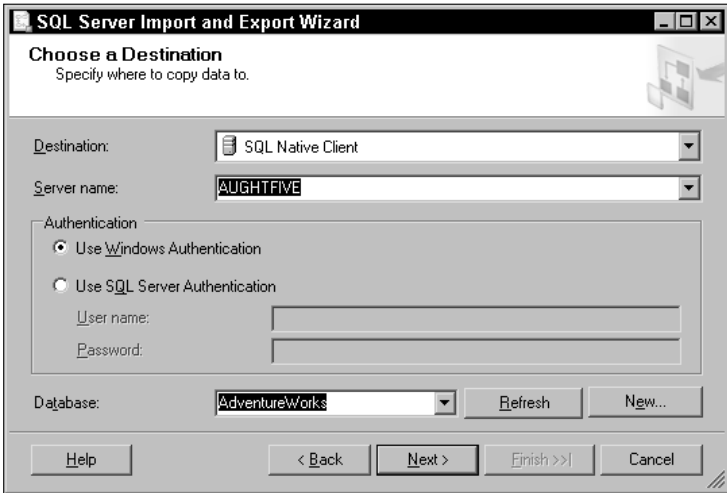 SQL Server Import and Export Wizard
Choose a Destination
Specify where to copy data to.
Destination: SQL Native Client
Server name: AUGHTFIVE
Authentication
Use Windows Authentication
Use SQL Server Authentication
User name:
Password:
Database: AdventureWorks Refresh New...
Help < Back Next > Finish >>| Cancel